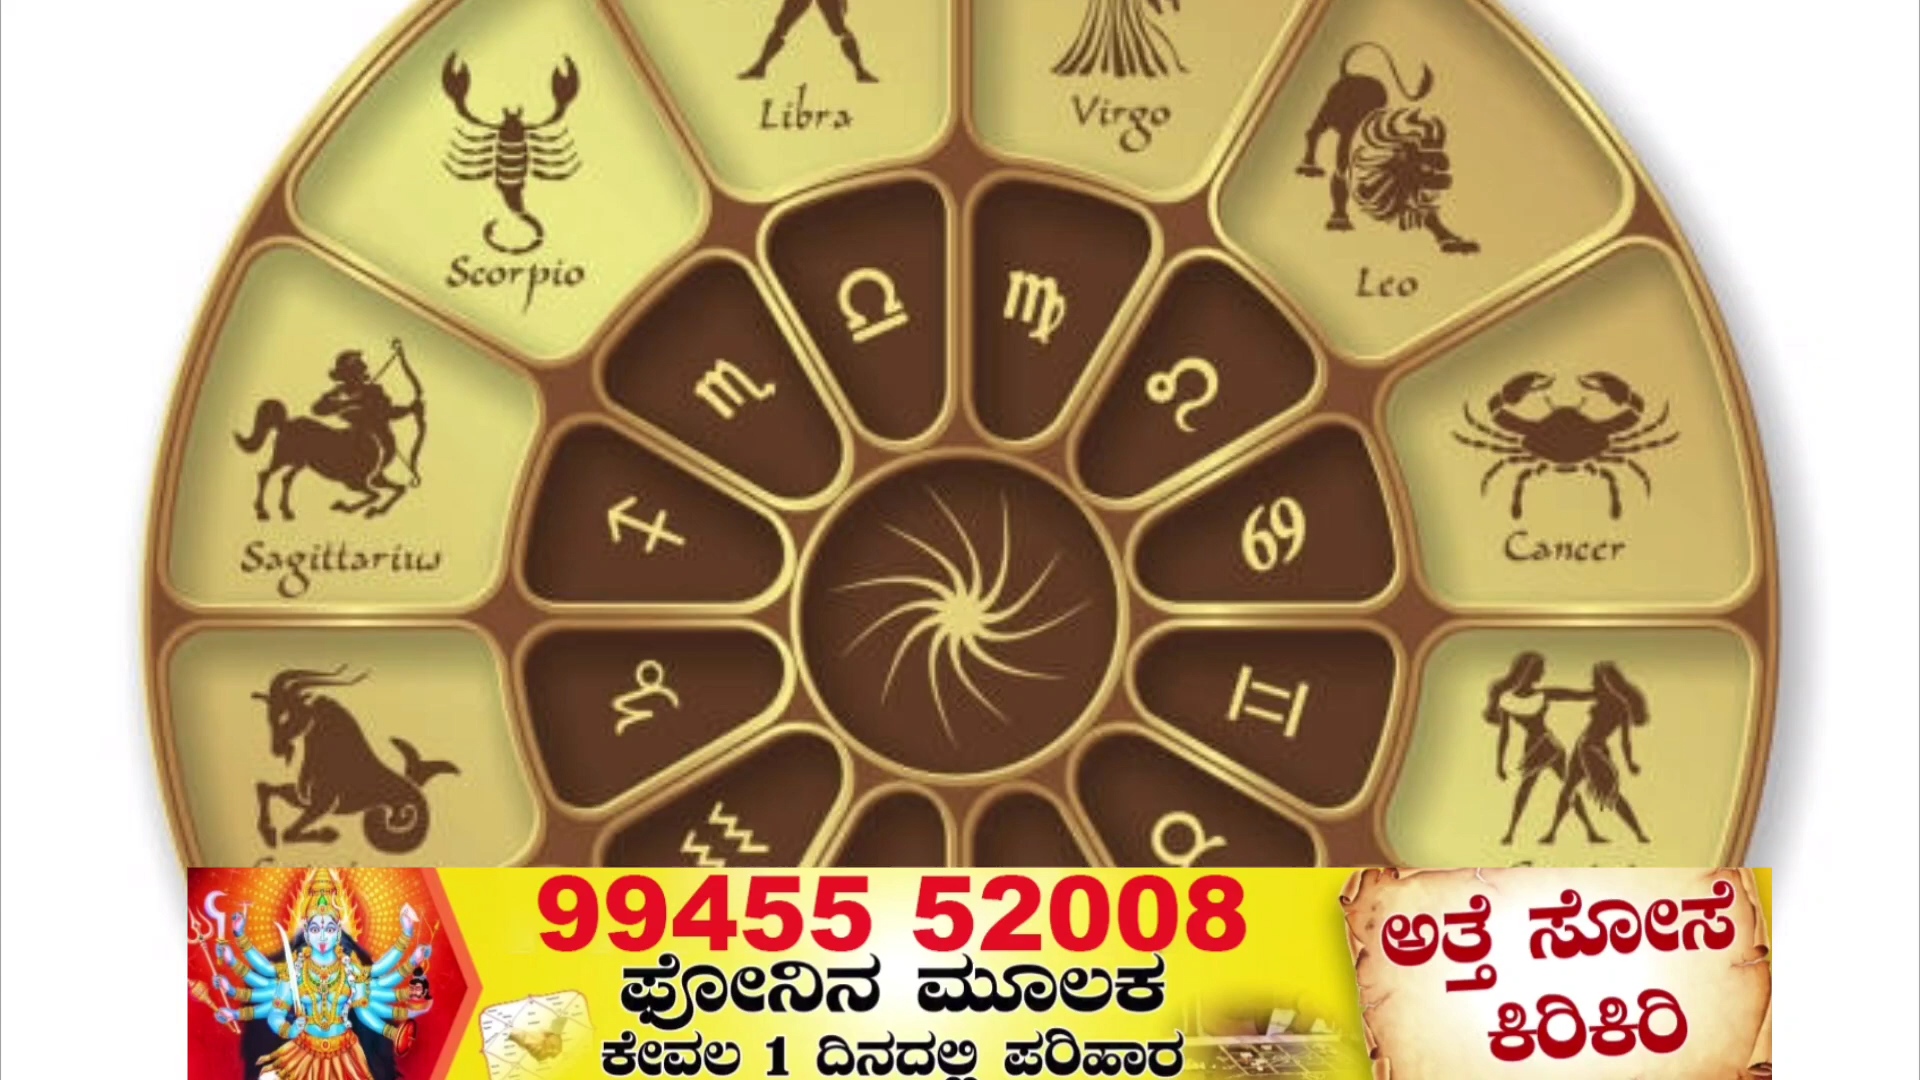 Libra
Virgo
Scorpio
Leo
Sagittarius
Cancer
99455 52008
ಫೋನಿನ ಮೂಲಕ
ಕೇವಲ 1 ದಿನದಲ್ಲಿ ಪರಿಹಾರ
ಅತ್ತೆ ಸೋಸೆ
ಕಿರಿಕಿರಿ